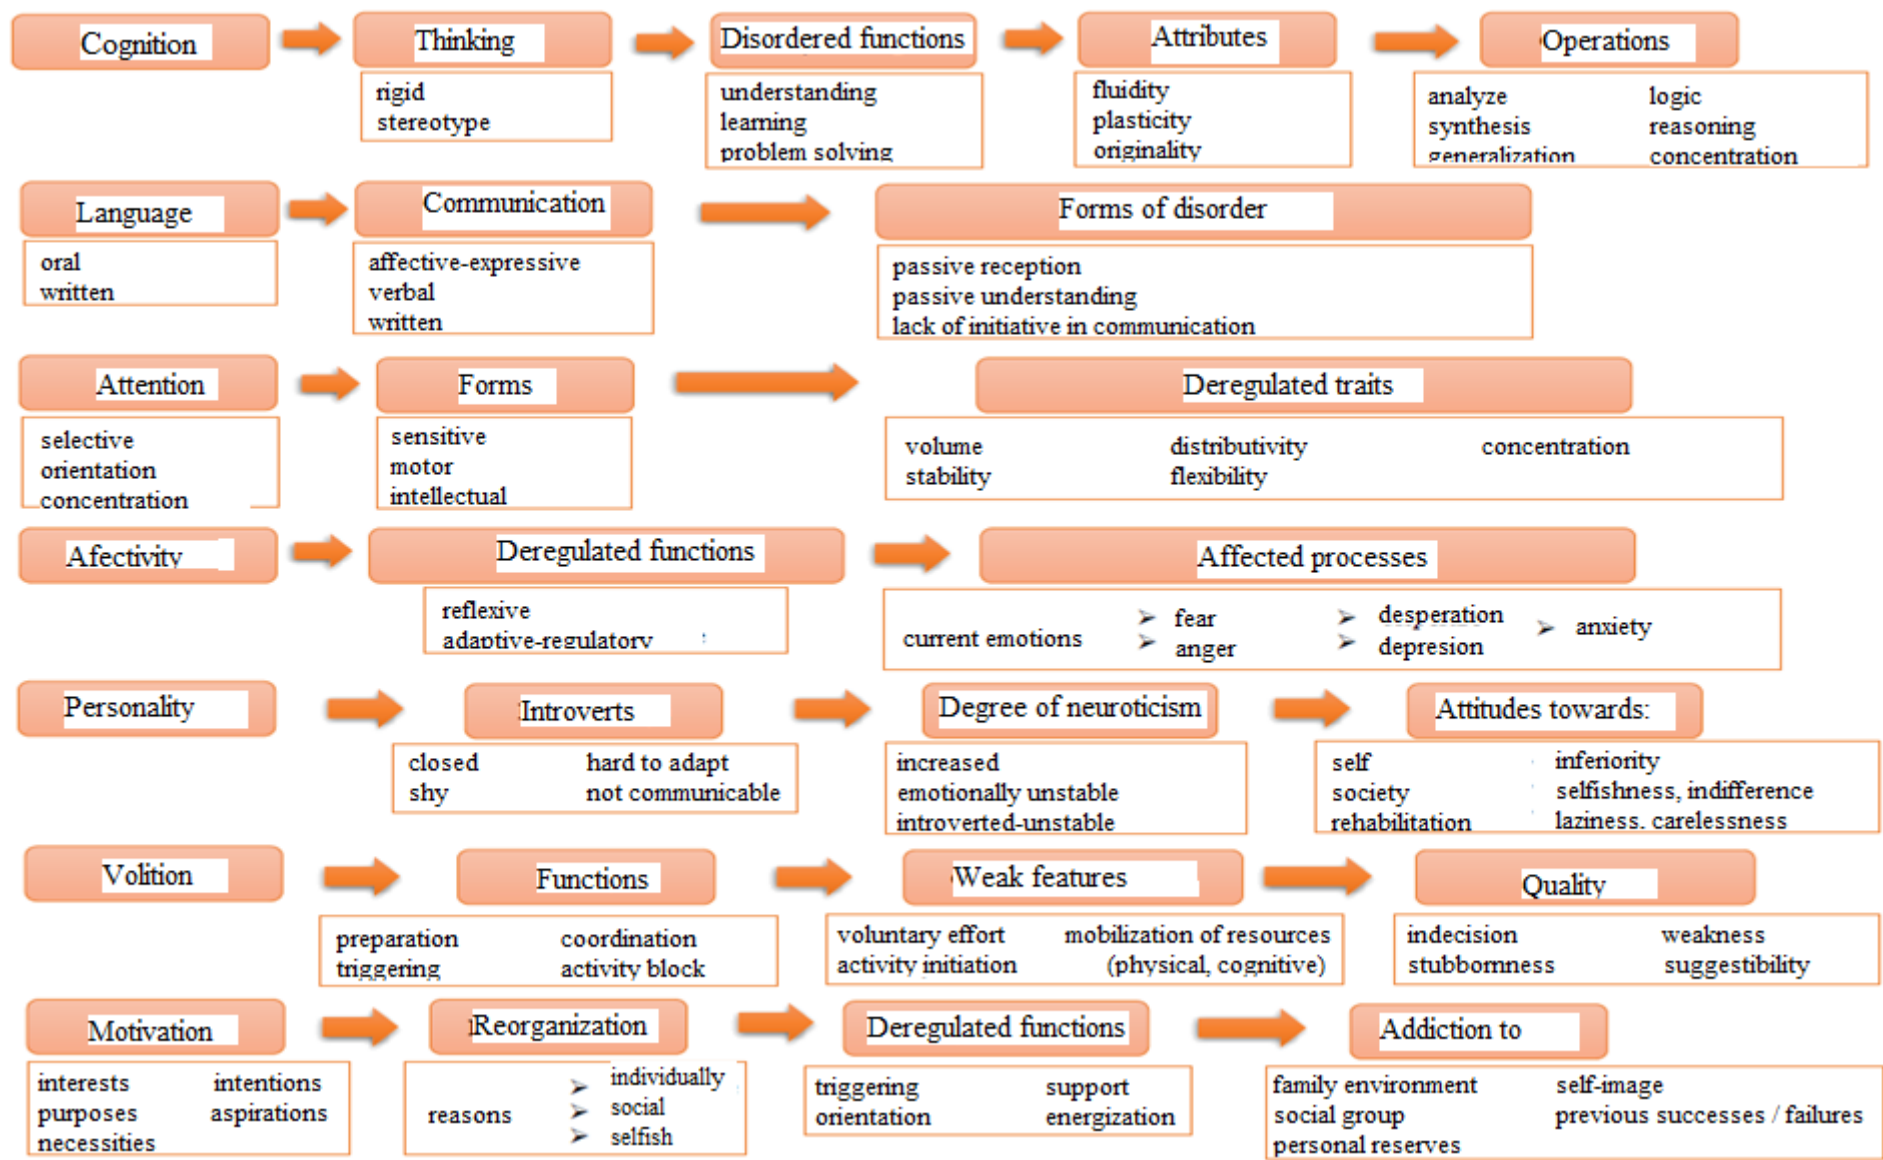 Cognition
Thinking
Disordered functions
Attributes
Operations
rigid
stereotype
understanding
learning
problem solving
fluidity
plasticity
originality
analyze logic
synthesis reasoning
generalization concentration
Language
Communication
Forms of disorder
oral
written
affective-expressive
verbal
written
passive reception
passive understanding
lack of initiative in communication
Attention
Forms
Deregulated traits
selective
orientation
concentration
sensitive
motor
intellectual
volume distributivity concentration
stability flexibility
Afectivity
Deregulated functions
Affected processes
reflexive
adaptive-regulatory
current emotions
➢ fear
➢ anger
➢ desperation
➢ depresion
➢ anxiety
Personality
Introverts
Degree of neuroticism
Attitudes towards:
closed hard to adapt
shy not communicable
increased
emotionally unstable
introverted-unstable
self inferiority
society selfishness, indifference
rehabilitation laziness, carelessness
Volition
Functions
Weak features
Quality
preparation coordination
triggering activity block
voluntary effort mobilization of resources
activity initiation (physical, cognitive)
indecision weakness
stubbornness suggestibility
Motivation
Reorganization
Deregulated functions
Addiction to
interests intentions
purposes aspirations
necessities
reasons
➢ individually
➢ social
➢ selfish
triggering support
orientation energization
family environment self-image
social group previous successes / failures
personal reserves